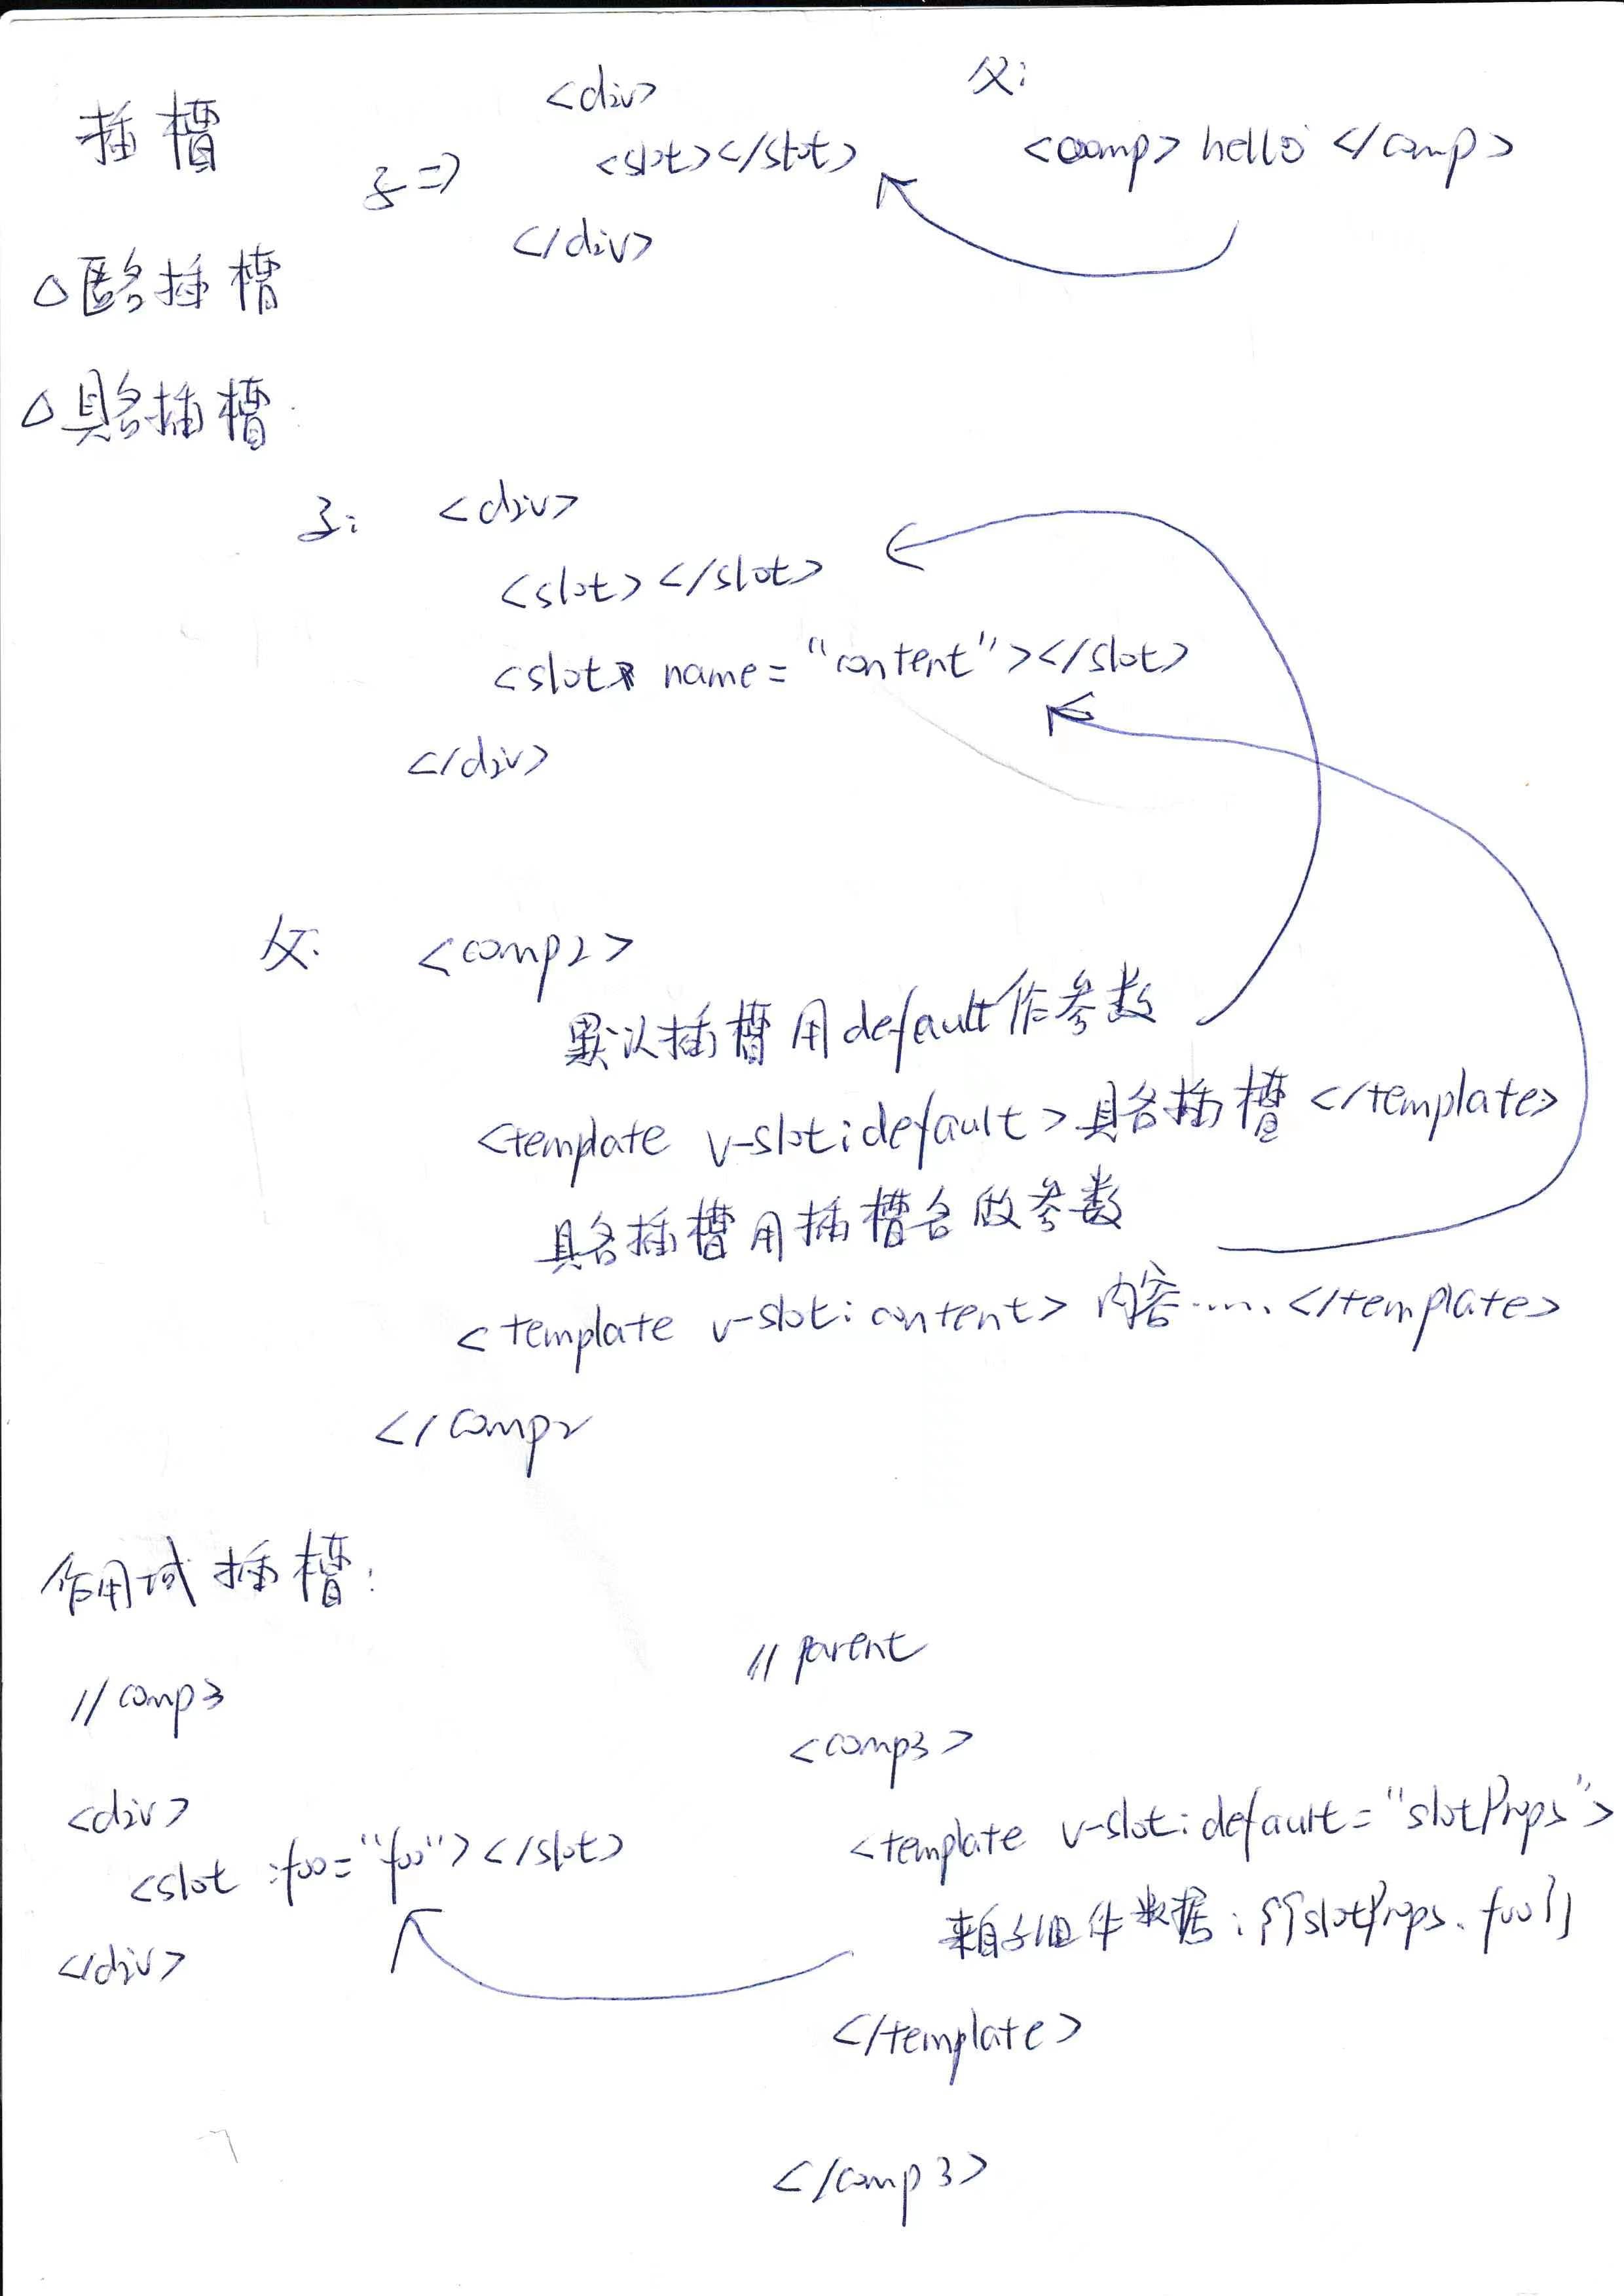 插槽
子=> <div>
<slot></slot>
</div>
父:
<comp> hello </comp>
△匿名插槽
△具名插槽
子: <div>
<slot></slot>
<slot name="content"></slot>
</div>
父: <comp2>
默认插槽用default作参数
<template v-slot:default>具名插槽</template>
具名插槽用插槽名做参数
<template v-slot:content>内容......</template>
</comp2
作用域插槽:
//comp3
<div>
<slot :foo="foo"></slot>
</div>
//parent
<comp3>
<template v-slot:default="slotProps">
来自子组件数据:{{slotProps.foo}}
</template>
</comp3>